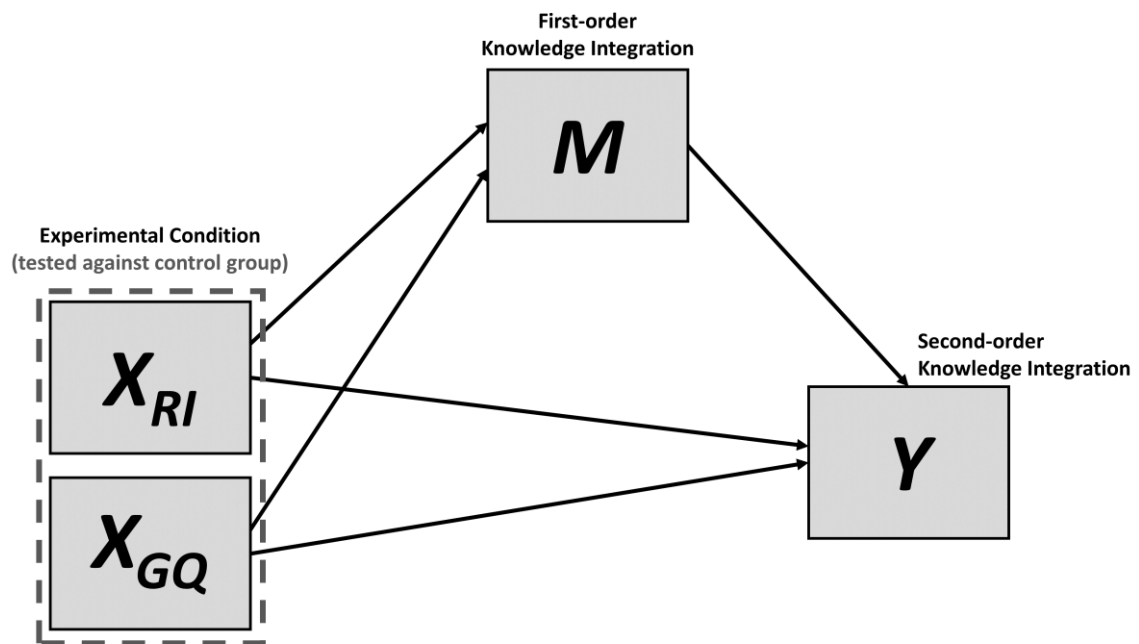 First-order
Knowledge Integration
M
Experimental Condition
(tested against control group)
X_RI
Second-order
Knowledge Integration
Y
X_GQ